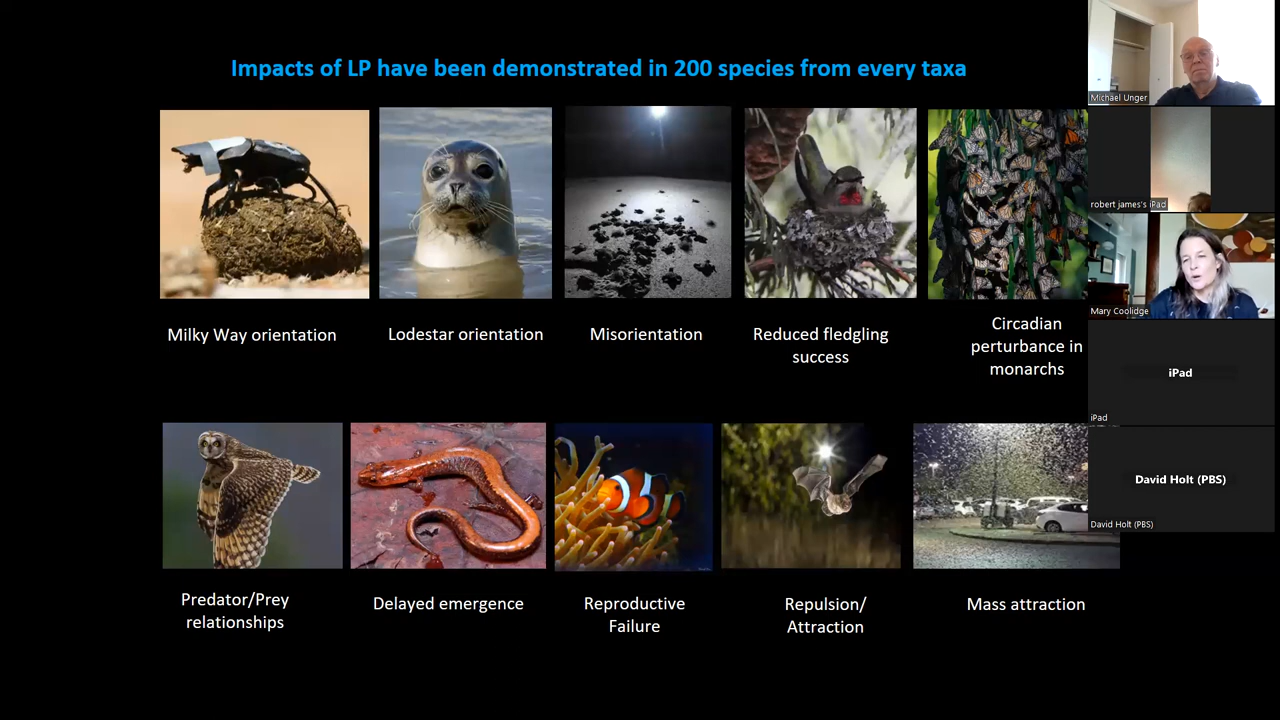 Impacts of LP have been demonstrated in 200 species from every taxa
Milky Way orientation
Lodestar orientation
Misorientation
Reduced fledgling
success
Circadian
perturbance in
monarchs
Predator/Prey
relationships
Delayed emergence
Reproductive
Failure
Repulsion/
Attraction
Mass attraction
Michael Unger
robert james's iPad
Mary Coolidge
iPad
iPad
David Holt (PBS)
David Holt (PBS)